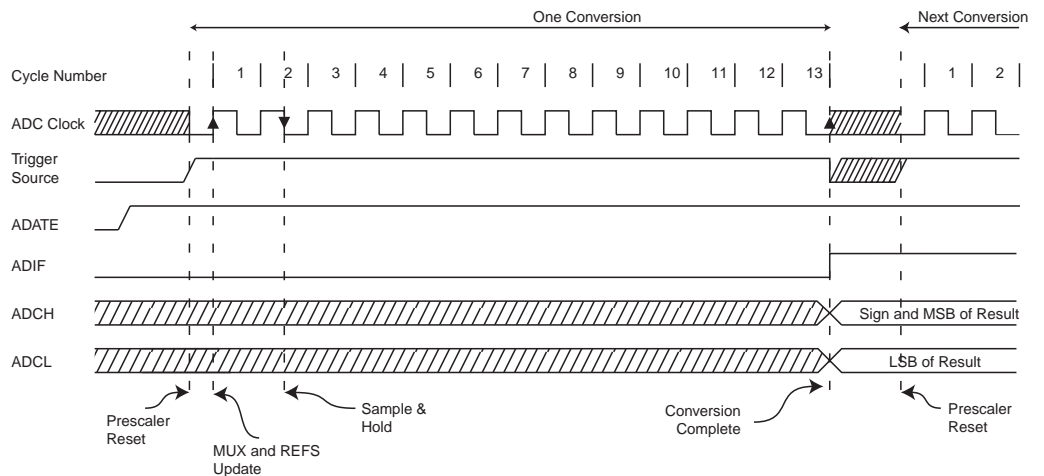 One Conversion
Next Conversion
Cycle Number
1 2 3 4 5 6 7 8 9 10 11 12 13 1 2
ADC Clock
Trigger
Source
ADATE
ADIF
ADCH
Sign and MSB of Result
ADCL
LSB of Result
Prescaler
Reset
MUX and REFS
Update
Sample &
Hold
Conversion
Complete
Prescaler
Reset